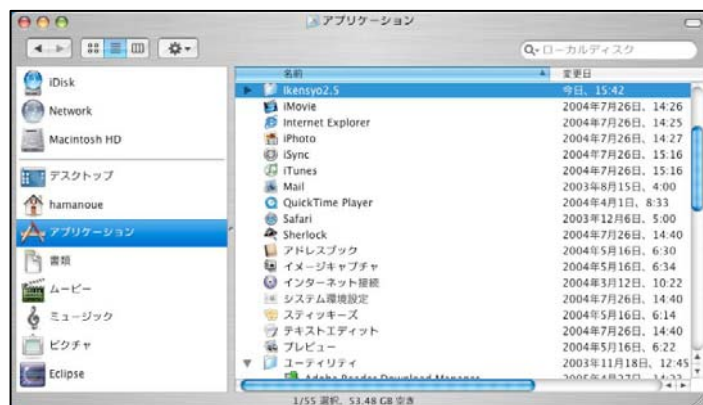 アプリケーション
Q- ローカルディスク
名前 変更日
iDisk
Network
Macintosh HD
デスクトップ
hamanoue
アプリケーション
書類
ムービー
ミュージック
ピクチャ
Eclipse
Ikensyo2.5 今日、15:42
iMovie 2004年7月26日、14:26
Internet Explorer 2004年7月26日、14:25
iPhoto 2004年7月26日、14:27
iSync 2004年7月26日、15:16
iTunes 2004年7月26日、15:16
Mail 2003年8月15日、4:00
QuickTime Player 2004年4月1日、8:33
Safari 2003年12月6日、5:00
Sherlock 2004年7月26日、14:40
アドレスブック 2004年5月16日、6:30
イメージキャプチャ 2004年5月16日、6:34
インターネット接続 2004年3月12日、10:22
システム環境設定 2004年7月26日、14:40
スティッキーズ 2004年5月16日、6:14
テキストエディット 2004年7月26日、14:40
プレビュー 2004年5月16日、6:22
ユーティリティ 2003年11月18日、12:45
Adobe Reader Download Manager
1/55 選択、53.48 GB 空き